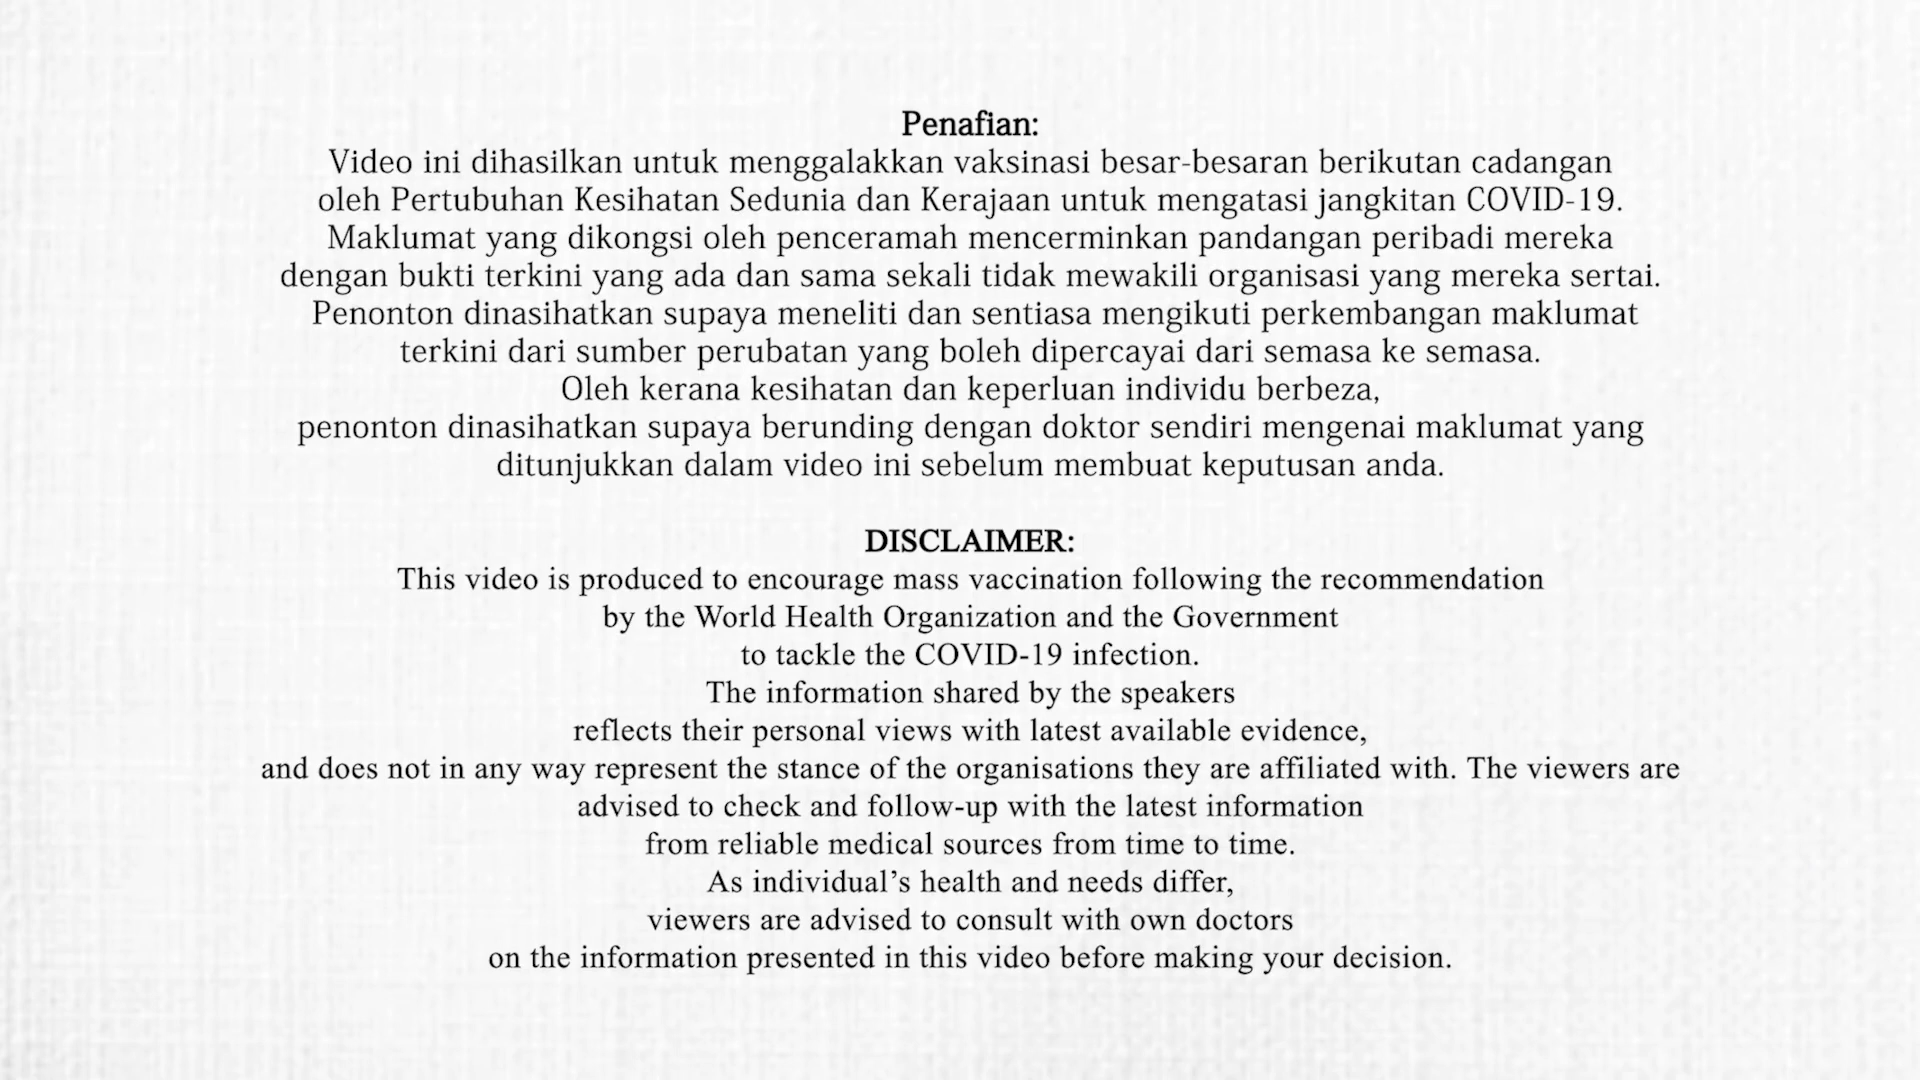 Penafian:
Video ini dihasilkan untuk menggalakkan vaksinasi besar-besaran berikutan cadangan
oleh Pertubuhan Kesihatan Sedunia dan Kerajaan untuk mengatasi jangkitan COVID-19.
Maklumat yang dikongsi oleh penceramah mencerminkan pandangan peribadi mereka
dengan bukti terkini yang ada dan sama sekali tidak mewakili organisasi yang mereka sertai.
Penonton dinasihatkan supaya meneliti dan sentiasa mengikuti perkembangan maklumat
terkini dari sumber perubatan yang boleh dipercayai dari semasa ke semasa.
Oleh kerana kesihatan dan keperluan individu berbeza,
penonton dinasihatkan supaya berunding dengan doktor sendiri mengenai maklumat yang
ditunjukkan dalam video ini sebelum membuat keputusan anda.
DISCLAIMER:
This video is produced to encourage mass vaccination following the recommendation
by the World Health Organization and the Government
to tackle the COVID-19 infection.
The information shared by the speakers
reflects their personal views with latest available evidence,
and does not in any way represent the stance of the organisations they are affiliated with. The viewers are
advised to check and follow-up with the latest information
from reliable medical sources from time to time.
As individual’s health and needs differ,
viewers are advised to consult with own doctors
on the information presented in this video before making your decision.